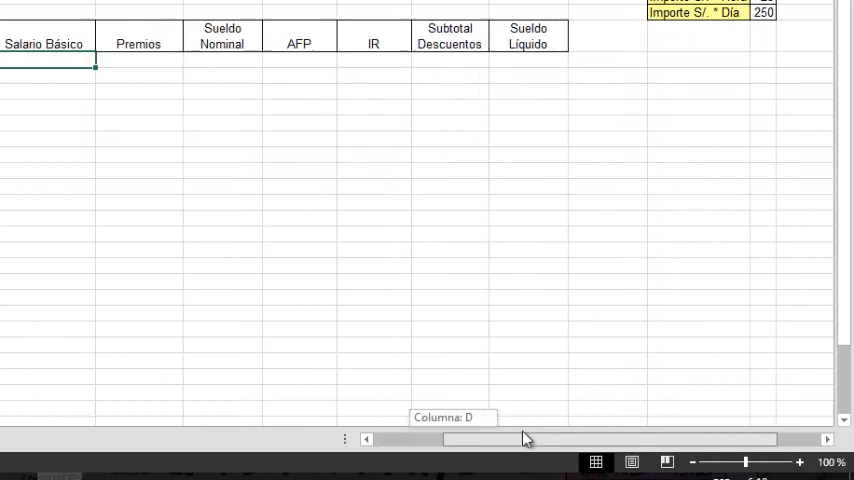 Importe S/. * Día 250
Salario Básico Premios Sueldo Nominal AFP IR Subtotal Descuentos Sueldo Líquido
Columna: D
100 %